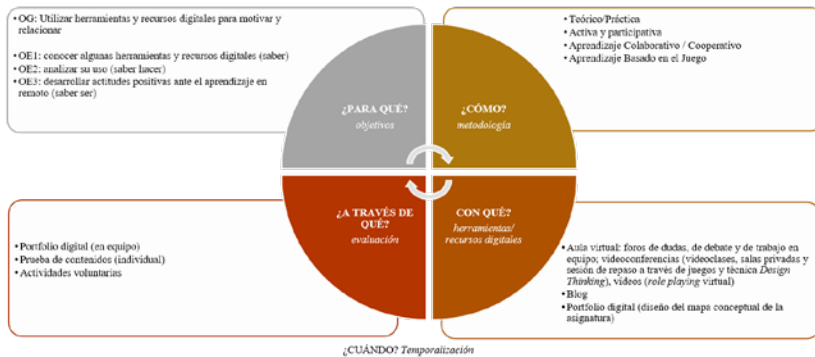 • OG: Utilizar herramientas y recursos digitales para motivar y
relacionar
• OE1: conocer algunas herramientas y recursos digitales (saber)
• OE2: analizar su uso (saber hacer)
• OE3: desarrollar actitudes positivas ante el aprendizaje en
remoto (saber ser)
• Teórico/Práctica
• Activa y participativa
• Aprendizaje Colaborativo / Cooperativo
• Aprendizaje Basado en el Juego
¿PARA QUÉ?
objetivos
¿CÓMO?
metodología
¿A TRAVÉS DE
QUÉ?
evaluación
CON QUÉ?
herramientas/
recursos digitales
• Portfolio digital (en equipo)
• Prueba de contenidos (individual)
• Actividades voluntarias
• Aula virtual: foros de dudas, de debate y de trabajo en
equipo; videoconferencias (videoclases, salas privadas y
sesión de repaso a través de juegos y técnica Design
Thinking), vídeos (role playing virtual)
• Blog
• Portfolio digital (diseño del mapa conceptual de la
asignatura)
¿CUÁNDO? Temporalización